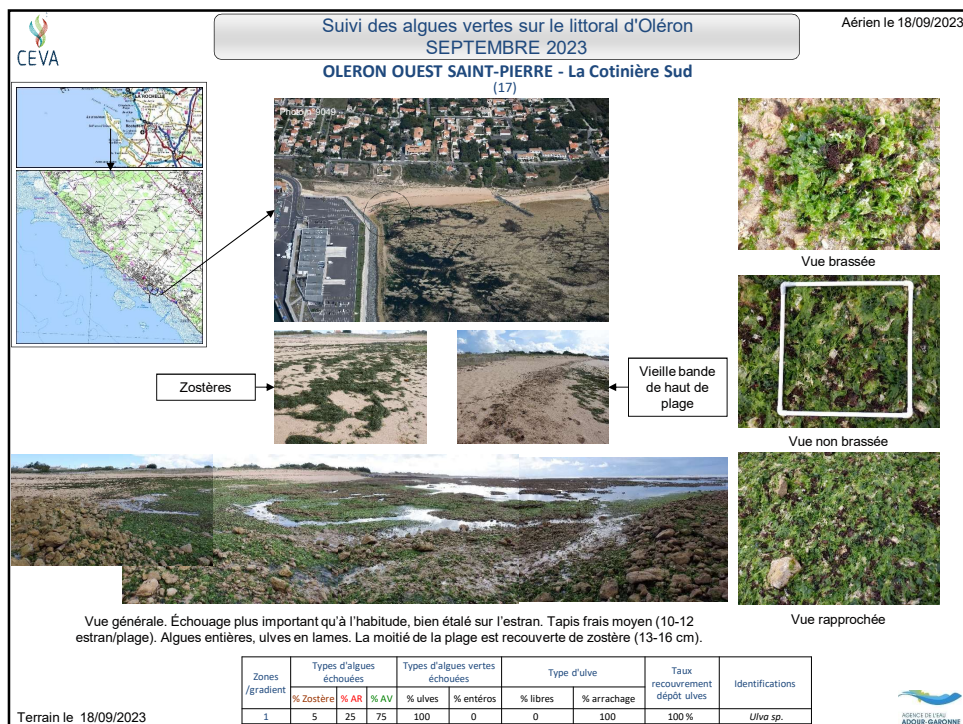 CEVA
Suivi des algues vertes sur le littoral d'Oléron
SEPTEMBRE 2023
Aérien le 18/09/2023
OLERON OUEST SAINT-PIERRE - La Cotinière Sud
(17)
LA ROCHELLE
Photo n°9049
Vue brassée
Zostères
Vieille bande
de haut de
plage
Vue non brassée
Vue générale. Échouage plus important qu'à l'habitude, bien étalé sur l'estran. Tapis frais moyen (10-12
estran/plage). Algues entières, ulves en lames. La moitié de la plage est recouverte de zostère (13-16 cm).
Vue rapprochée
Zones
/gradient
Types d'algues
échouées
Types d'algues vertes
échouées
Type d'ulve
Taux
recouvrement
dépôt ulves
Identifications
% Zostère % AR % AV % ulves % entéros % libres % arrachage
1 5 25 75 100 0 0 100 100 % Ulva sp.
Terrain le 18/09/2023
AGENCE DE L'EAU
ADOUR-GARONNE